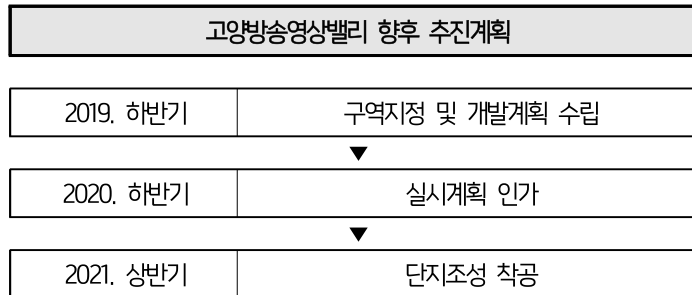 고양방송영상밸리 향후 추진계획
2019. 하반기 구역지정 및 개발계획 수립
▼
2020. 하반기 실시계획 인가
▼
2021. 상반기 단지조성 착공